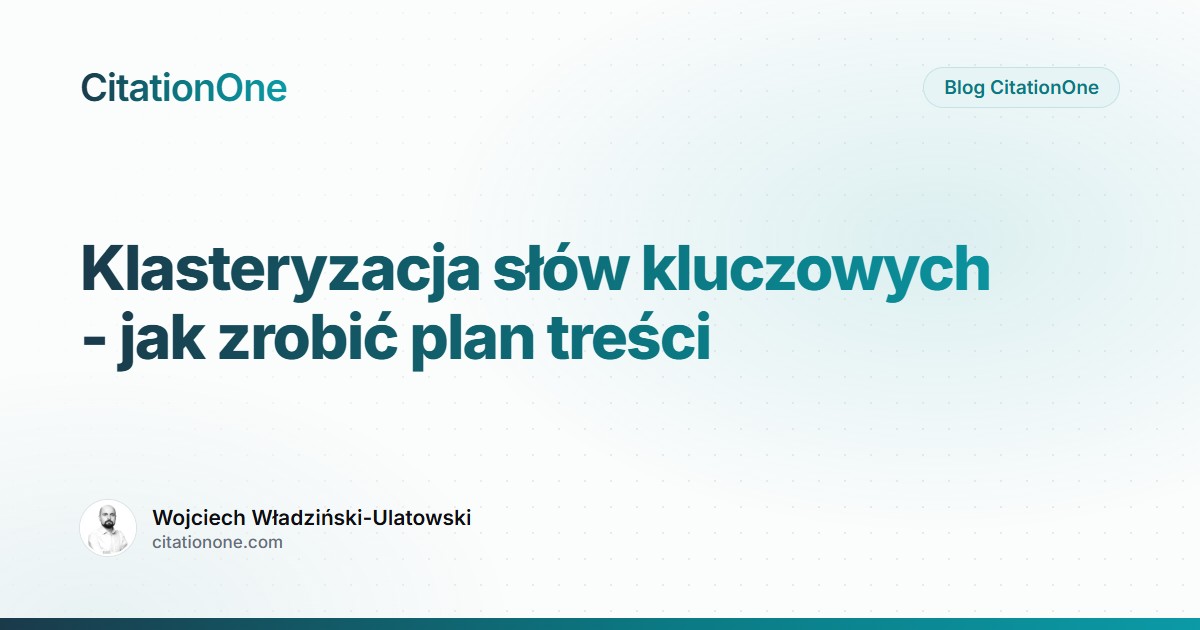 CitationOne
Blog CitationOne
Klasteryzacja słów kluczowych
- jak zrobić plan treści
Wojciech Władziński-Ulatowski
citationone.com